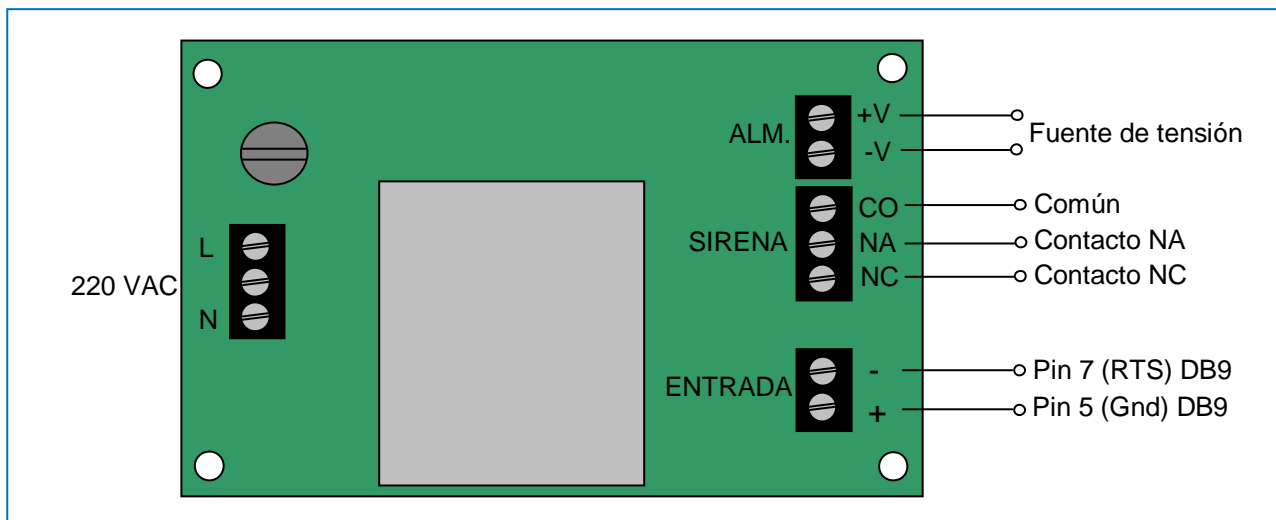 ALM.
+V
-V
Fuente de tensión
SIRENA
CO
NA
NC
Común
Contacto NA
Contacto NC
220 VAC
L
N
ENTRADA
-
+
Pin 7 (RTS) DB9
Pin 5 (Gnd) DB9